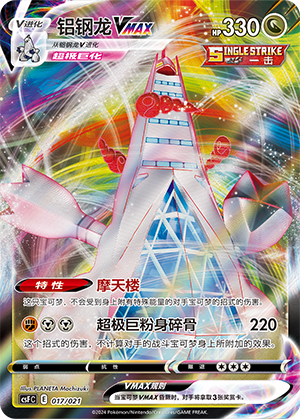 V进化
铝钢龙VMAX
HP330
从铝钢龙V进化
SINGLE STRIKE
一击
超极巨化
特性 摩天楼
这只宝可梦，不会受到身上附有特殊能量的对手宝可梦的招式的伤害。
超极巨粉身碎骨 220
这个招式的伤害，不计算对手的战斗宝可梦身上所附加的效果。
弱点 抗性 撤退
Illus. PLANETA Mochizuki
csFC E 017/021
VMAX规则
当宝可梦VMAX昏厥时，对手将拿取3张奖赏卡。
©2024 Pokémon/Nintendo/Creatures/GAME FREAK.